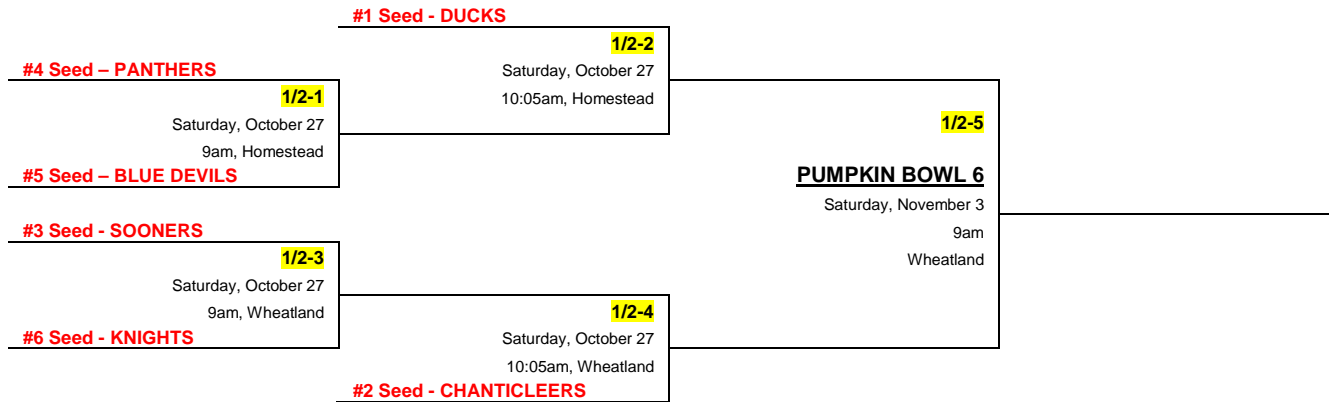 #1 Seed - DUCKS
1/2-2
Saturday, October 27
10:05am, Homestead
#4 Seed – PANTHERS
1/2-1
Saturday, October 27
9am, Homestead
#5 Seed – BLUE DEVILS
1/2-5
PUMPKIN BOWL 6
Saturday, November 3
9am
Wheatland
#3 Seed - SOONERS
1/2-3
Saturday, October 27
9am, Wheatland
#6 Seed - KNIGHTS
1/2-4
Saturday, October 27
10:05am, Wheatland
#2 Seed - CHANTICLEERS